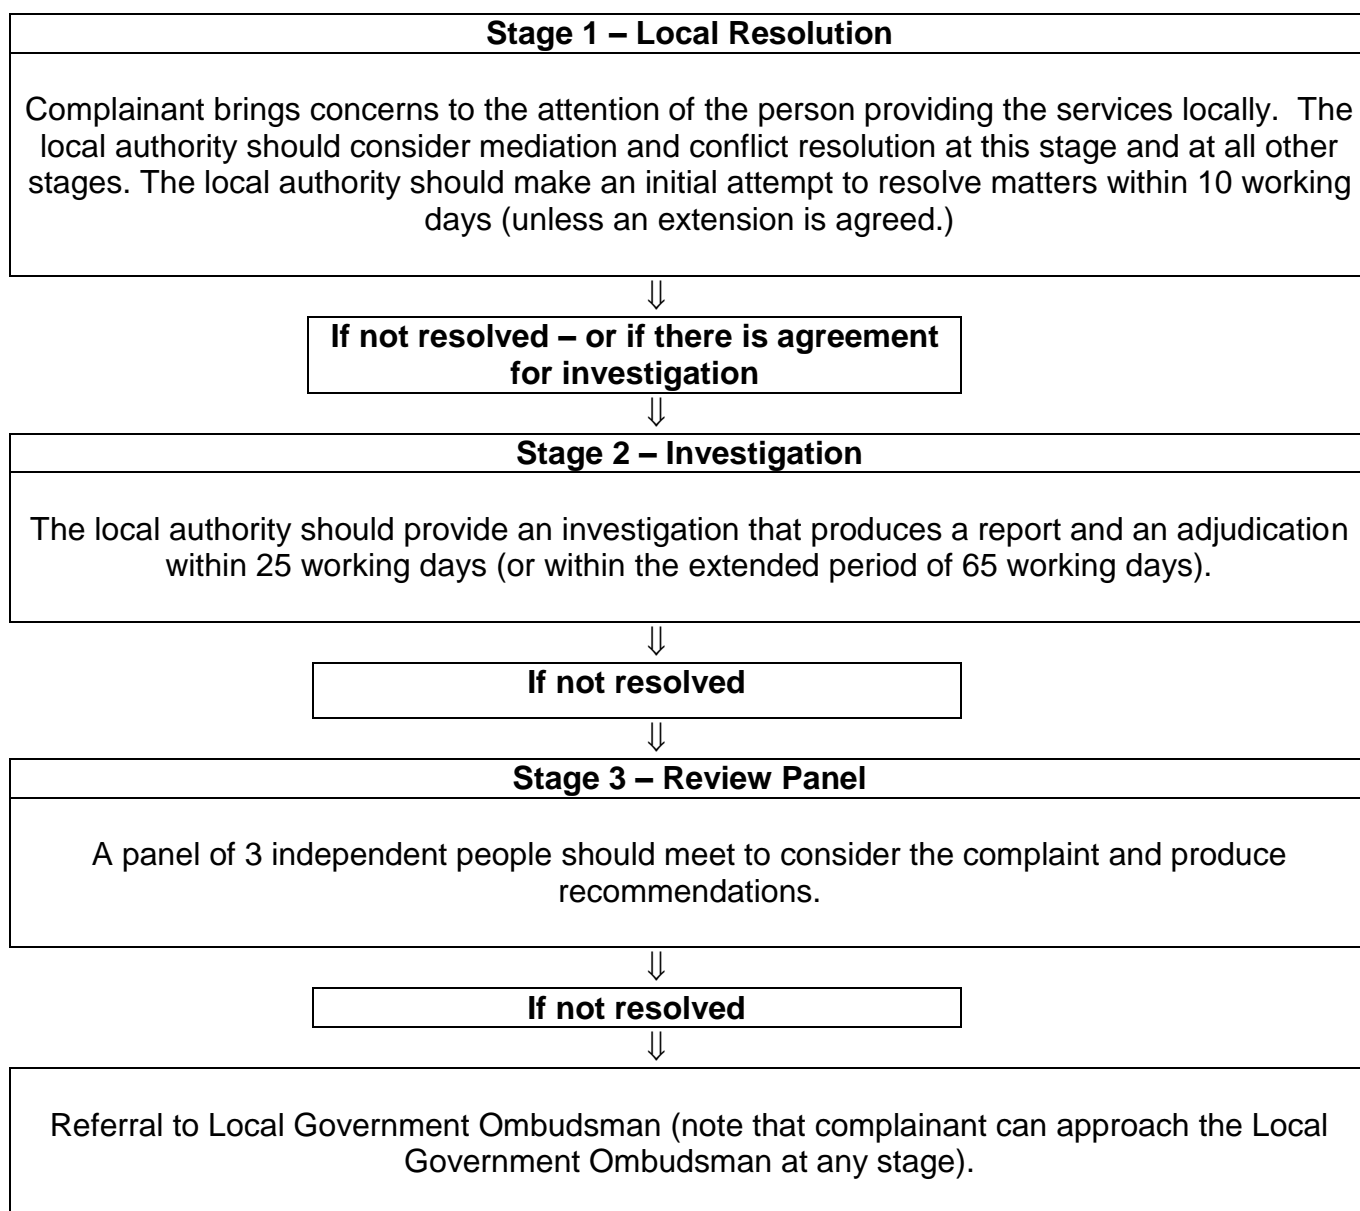 Stage 1 – Local Resolution
Complainant brings concerns to the attention of the person providing the services locally.  The
local authority should consider mediation and conflict resolution at this stage and at all other
stages. The local authority should make an initial attempt to resolve matters within 10 working
days (unless an extension is agreed.)
⇓
If not resolved – or if there is agreement
for investigation
⇓
Stage 2 – Investigation
The local authority should provide an investigation that produces a report and an adjudication
within 25 working days (or within the extended period of 65 working days).
⇓
If not resolved
⇓
Stage 3 – Review Panel
A panel of 3 independent people should meet to consider the complaint and produce
recommendations.
⇓
If not resolved
⇓
Referral to Local Government Ombudsman (note that complainant can approach the Local
Government Ombudsman at any stage).